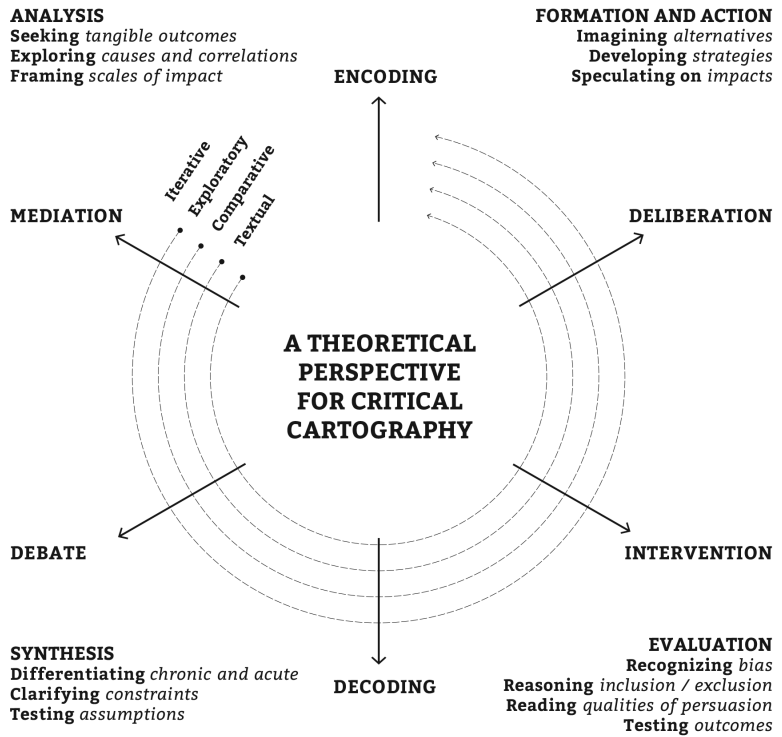 ANALYSIS
Seeking tangible outcomes
Exploring causes and correlations
Framing scales of impact
FORMATION AND ACTION
Imagining alternatives
Developing strategies
Speculating on impacts
ENCODING
Iterative
Exploratory
Comparative
Textual
MEDIATION
DELIBERATION
A THEORETICAL
PERSPECTIVE
FOR CRITICAL
CARTOGRAPHY
DEBATE
INTERVENTION
DECODING
SYNTHESIS
Differentiating chronic and acute
Clarifying constraints
Testing assumptions
EVALUATION
Recognizing bias
Reasoning inclusion / exclusion
Reading qualities of persuasion
Testing outcomes